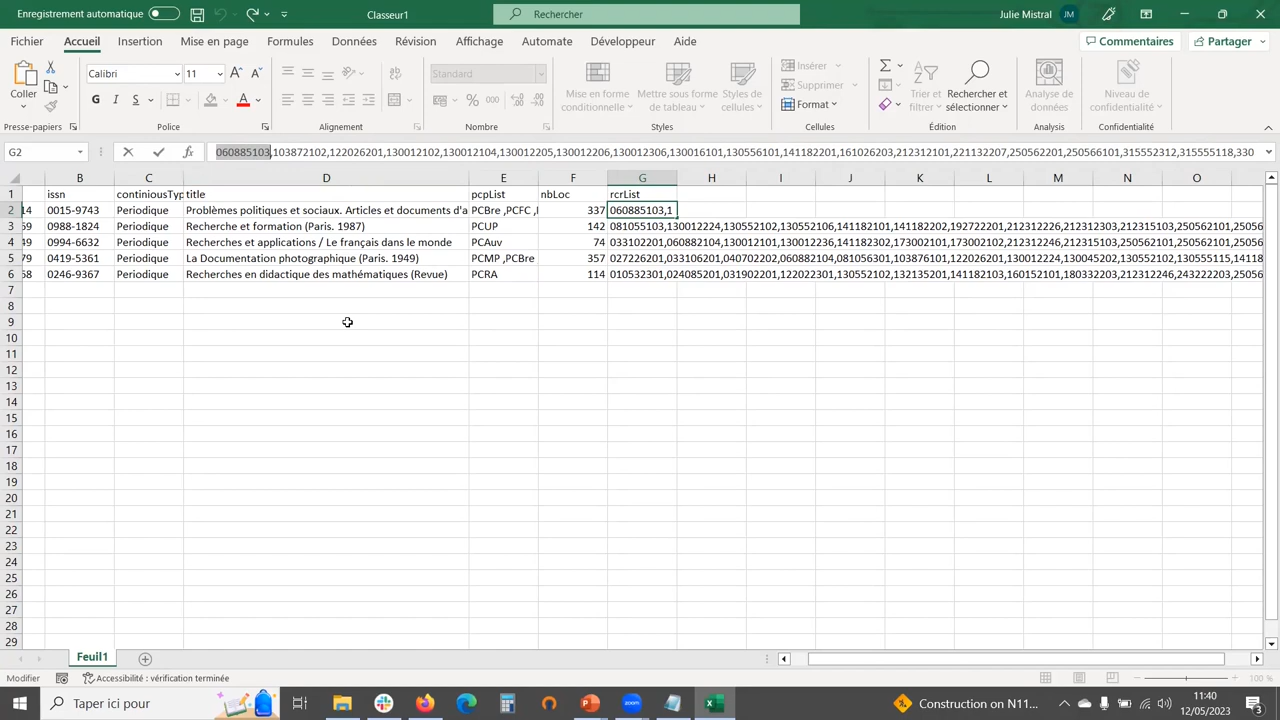 Enregistrement automatique Classeur1 Rechercher Julie Mistral JM
Fichier Accueil Insertion Mise en page Formules Données Révision Affichage Automate Développeur Aide Commentaires Partager
Coller Calibri 11 Standard Mise en forme conditionnelle Mettre sous forme de tableau Styles de cellules Insérer Supprimer Format Trier et filtrer Rechercher et sélectionner Analyse de données Niveau de confidentialité
G I S A % 000
Presse-papiers Police Alignement Nombre Styles Cellules Édition Analyse Confidentialité
G2 fx 060885103,103872102,122026201,130012102,130012104,130012205,130012206,130012306,130016101,130556101,141182201,161026203,212312101,221132207,250562201,250566101,315552312,315555118,330
B C D E F G H I J K L M N O
1 issn continiousTyp title pcpList nbLoc rcrList
2 14 0015-9743 Periodique Problèmes politiques et sociaux. Articles et documents d'a PCBre ,PCFC , 337 060885103,1
3 69 0988-1824 Periodique Recherche et formation (Paris. 1987) PCUP 142 081055103,130012224,130552102,130552106,141182101,141182202,192722201,212312226,212312303,212315103,250562101,25056
4 49 0994-6632 Periodique Recherches et applications / Le français dans le monde PCAuv 74 033102201,060882104,130012101,130012236,141182302,173002101,173002102,212312246,212315103,250562101,25056
5 79 0419-5361 Periodique La Documentation photographique (Paris. 1949) PCMP ,PCBre 357 027226201,033106201,040702202,060882104,081056301,103876101,122026201,130012224,130045202,130552102,130555115,14118
6 68 0246-9367 Periodique Recherches en didactique des mathématiques (Revue) PCRA 114 010532301,024085201,031902201,122022301,130552102,132135201,141182103,160152101,180332203,212312246,243222203,25056
7
8
9
10
11
12
13
14
15
16
17
18
19
20
21
22
23
24
25
26
27
28
29
Feuil1
Modifier Accessibilité : vérification terminée 100 %
Taper ici pour Construction on N11... 11:40
12/05/2023